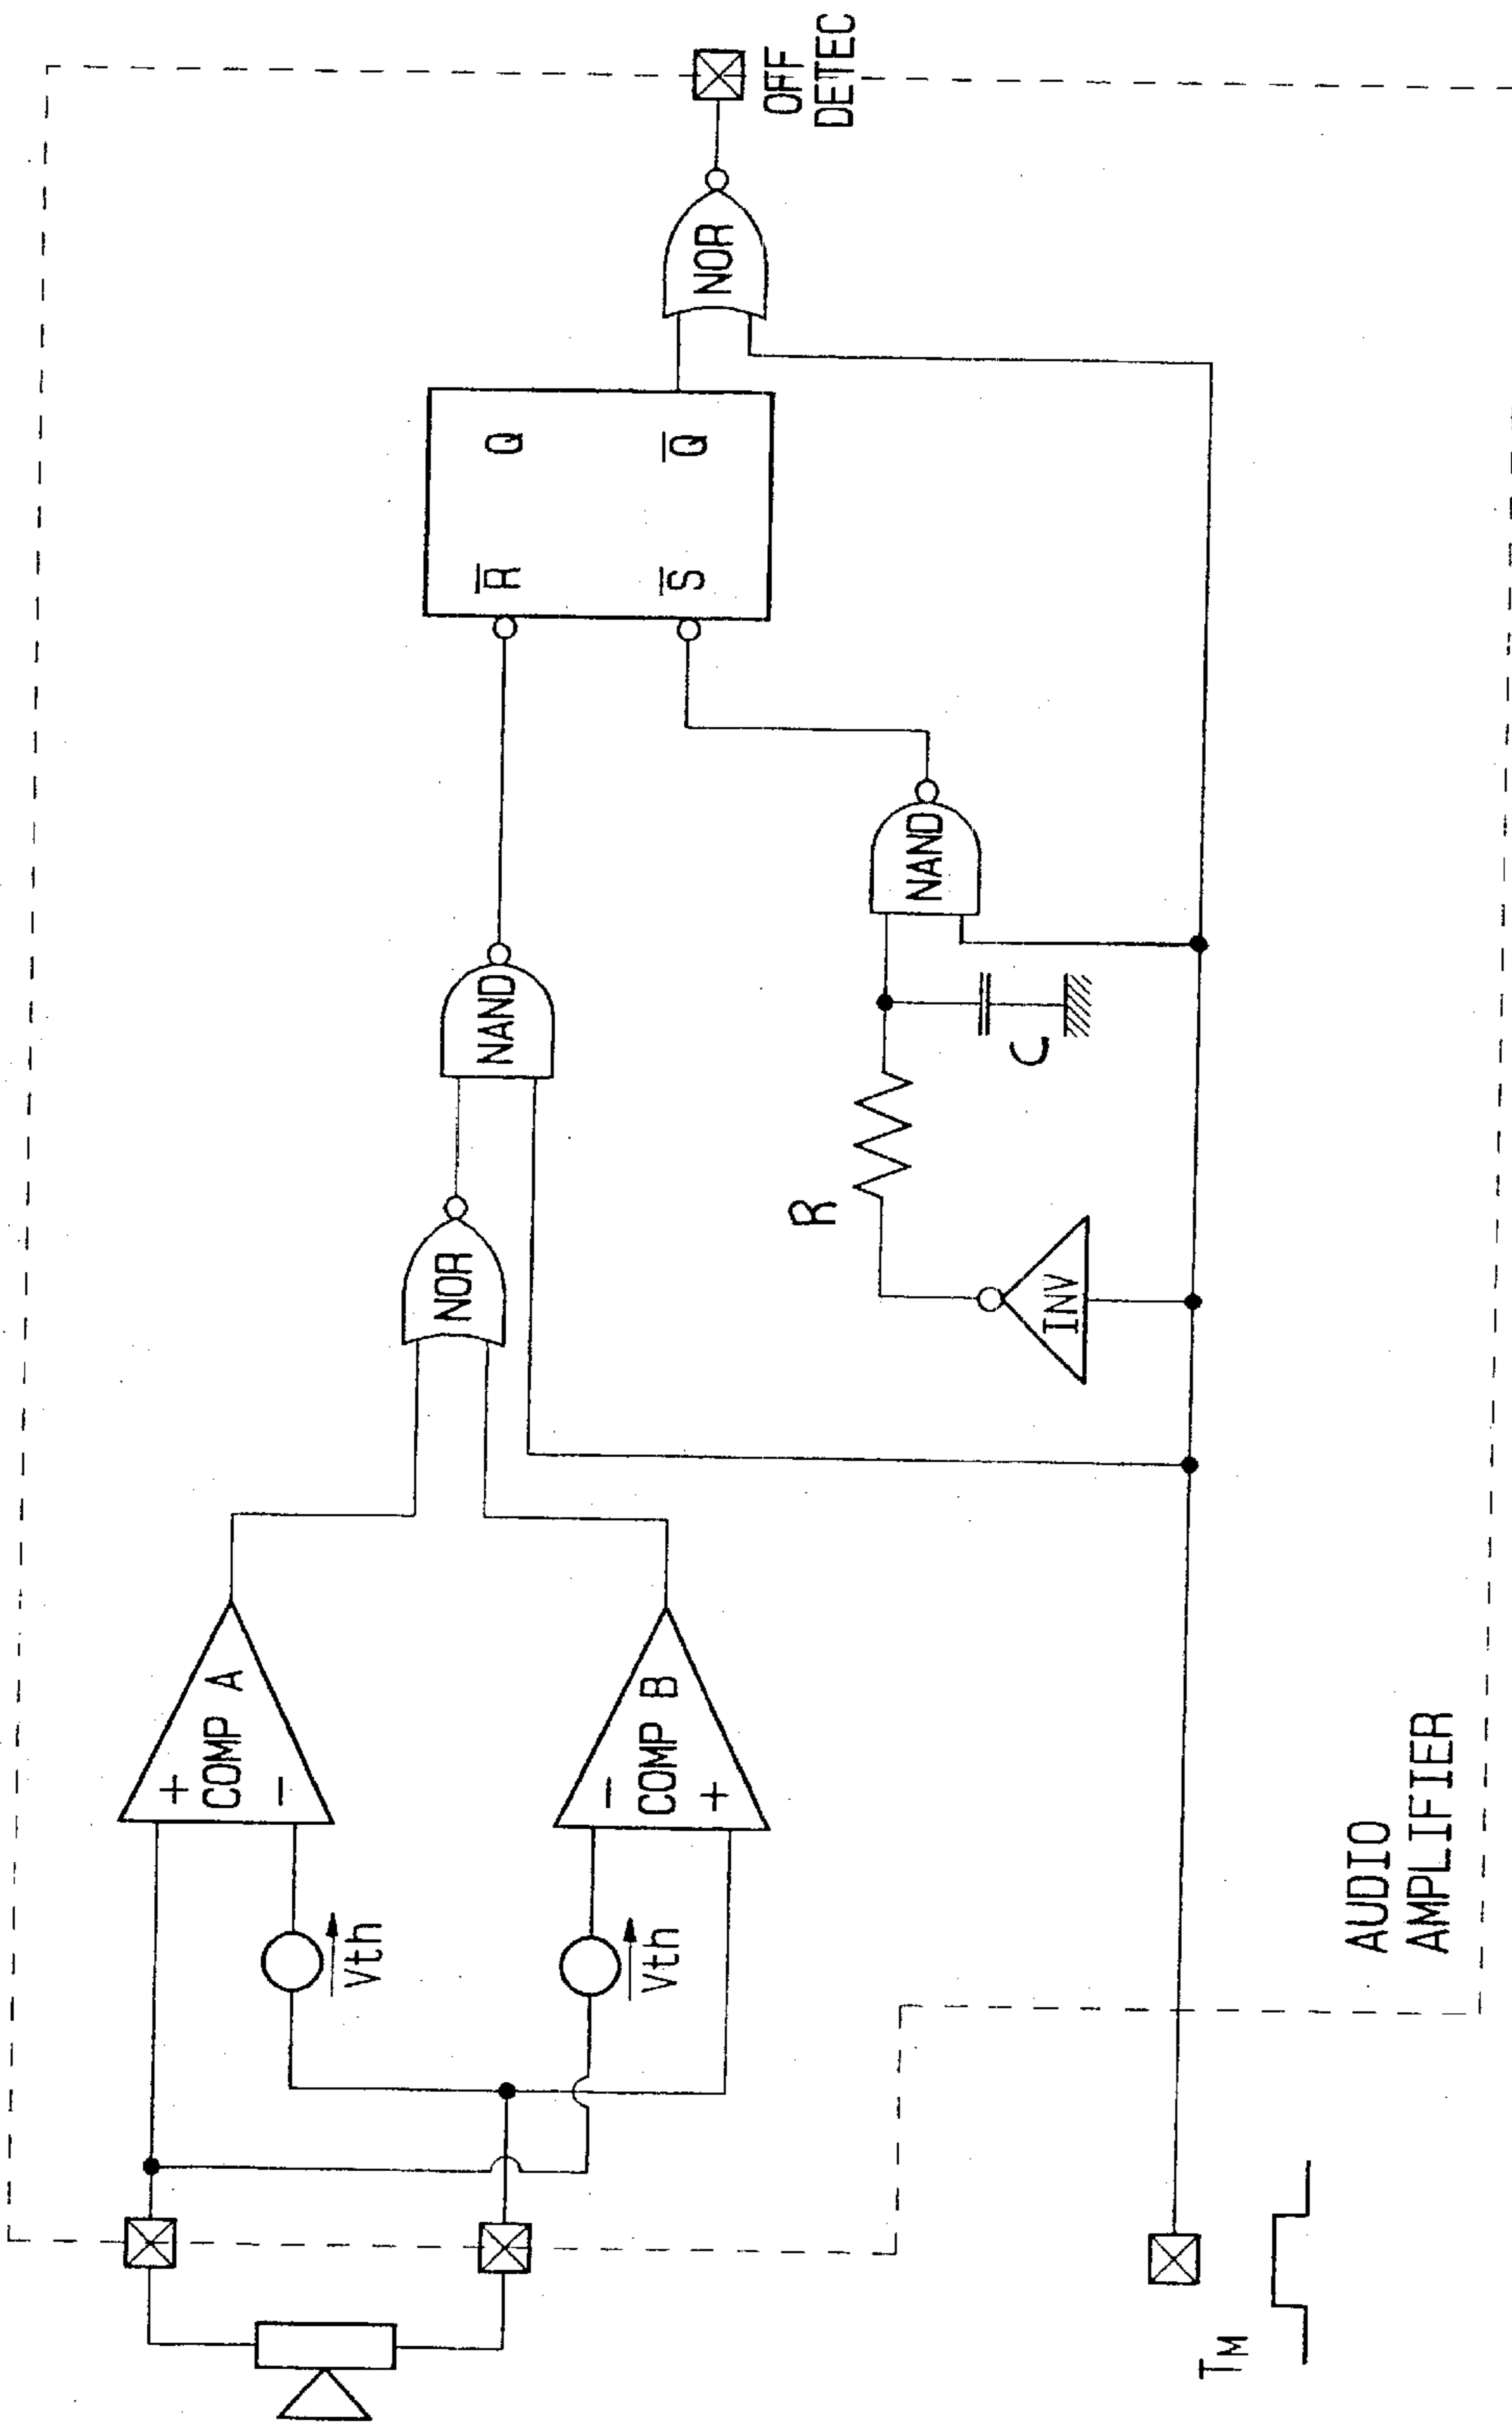 COMP A
+
−
Vth
COMP B
−
+
Vth
NOR
NAND
R̅
S̅
Q
Q̅
NOR
OFF
DETEC
R
C
INV
NAND
TM
AUDIO
AMPLIFIER